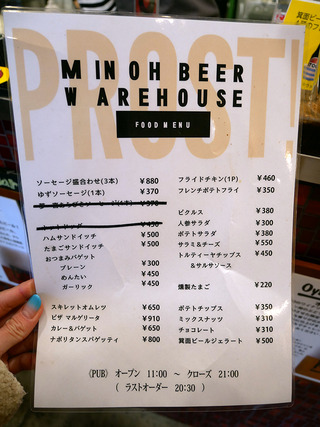 PROST!
MINOH BEER
WAREHOUSE
FOOD MENU
ソーセージ盛合わせ(3本) ¥880
ゆずソーセージ(1本) ¥370
¥450
ハムサンドイッチ ¥500
たまごサンドイッチ ¥500
おつまみバゲット
プレーン ¥300
めんたい ¥450
ガーリック ¥450
スキレットオムレツ ¥650
ピザ マルゲリータ ¥910
カレー&バゲット ¥650
ナポリタンスパゲッティ ¥800
フライドチキン(1P) ¥460
フレンチポテトフライ ¥350
ピクルス ¥380
人参サラダ ¥300
ポテトサラダ ¥380
サラミ&チーズ ¥550
トルティーヤチップス ¥450
&サルサソース
燻製たまご ¥220
ポテトチップス ¥350
ミックスナッツ ¥310
チョコレート ¥310
箕面ビールジェラート ¥500
(PUB) オープン 11:00 ～ クローズ 21:00
( ラストオーダー 20:30 )
箕面ビー